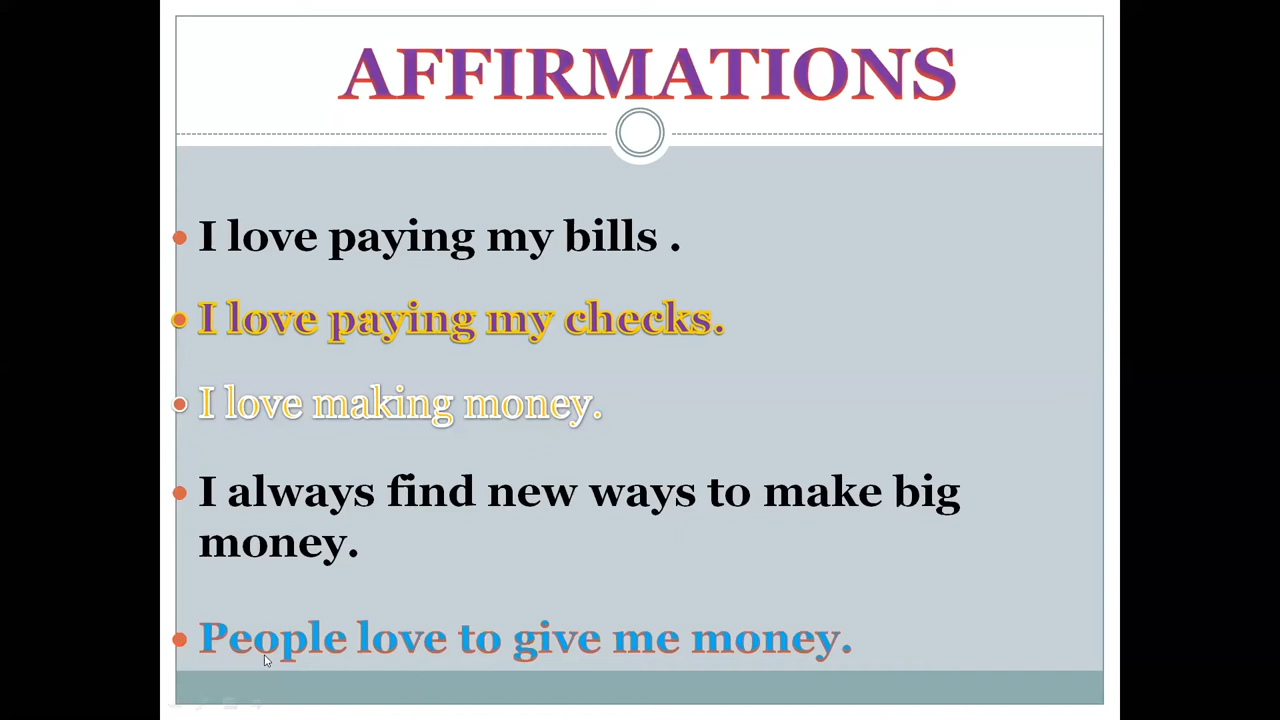 AFFIRMATIONS
I love paying my bills .
I love paying my checks.
I love making money.
I always find new ways to make big
money.
People love to give me money.